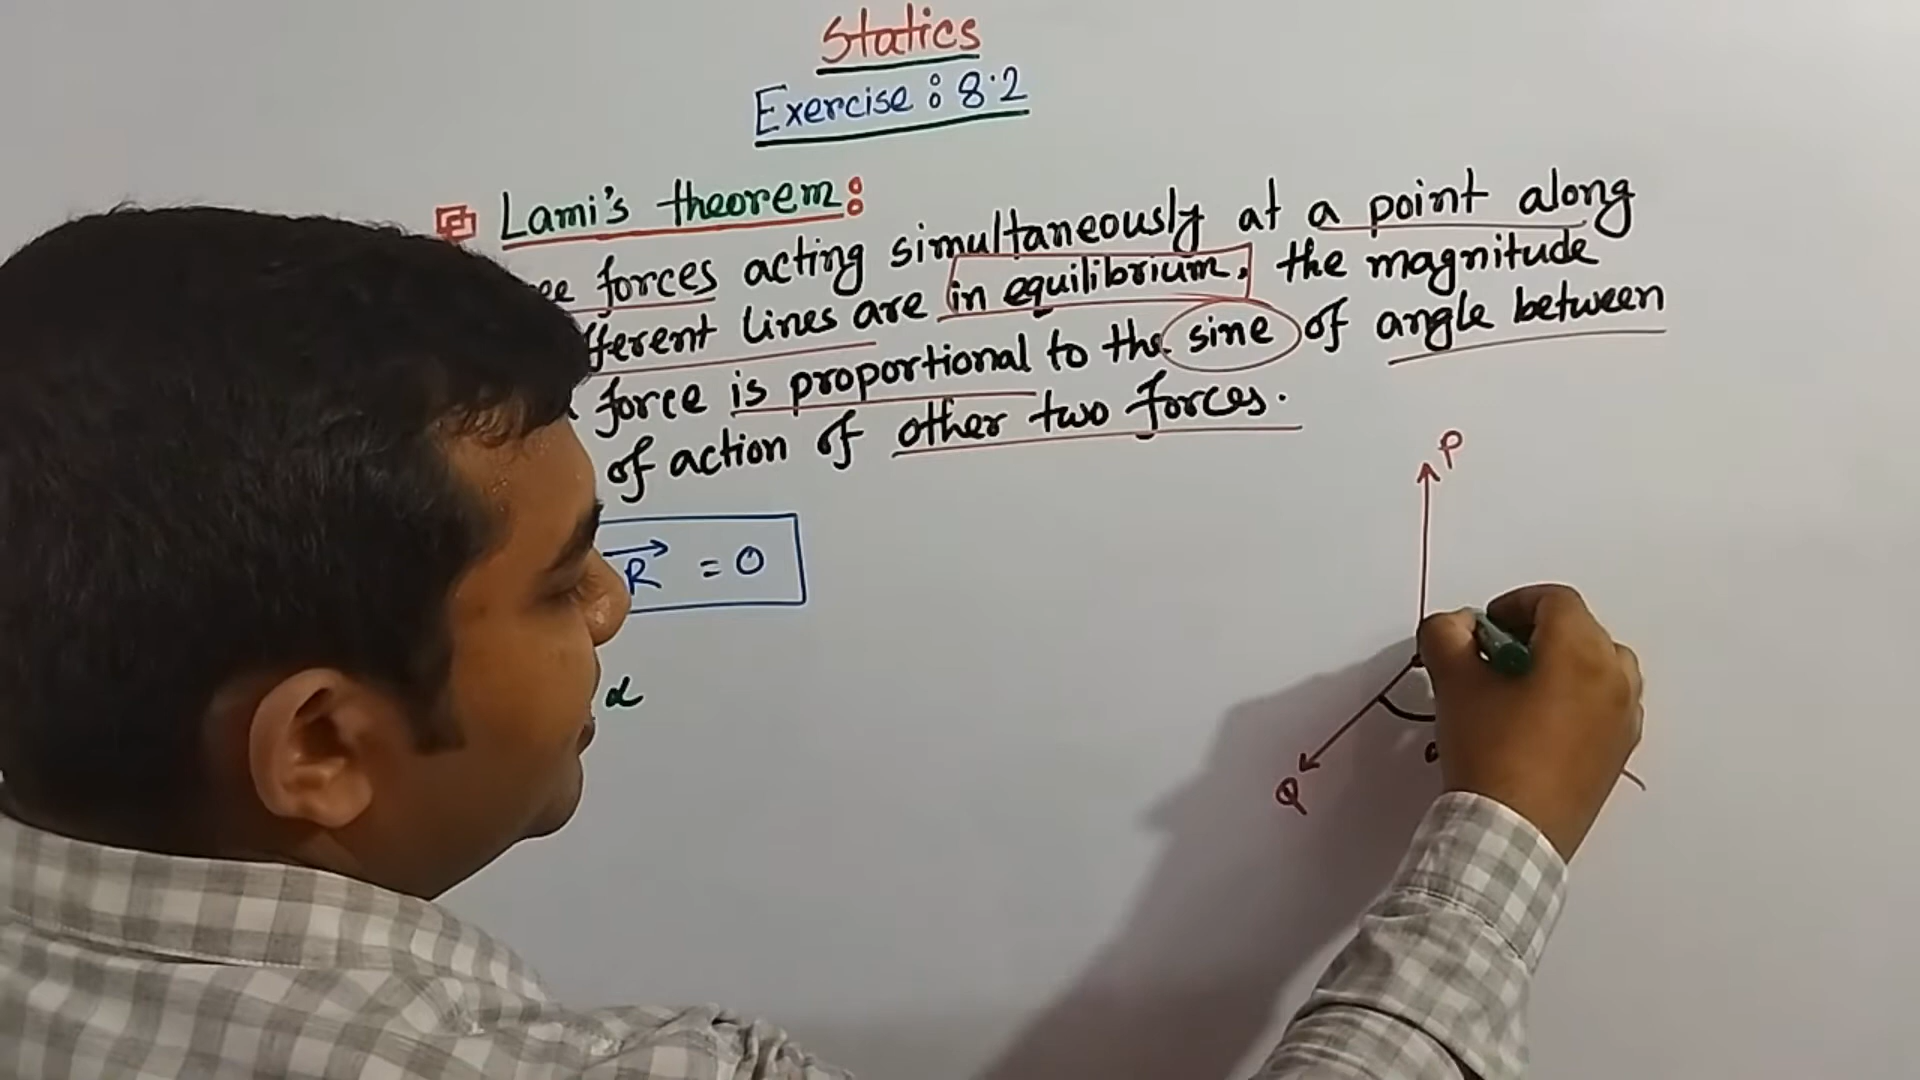 Statics
Exercise : 8.2
Lami's theorem:
forces acting simultaneously at a point along
lines are in equilibrium, the magnitude
force is proportional to the sine of angle between
of action of other two forces.
P
R = 0
α
Q